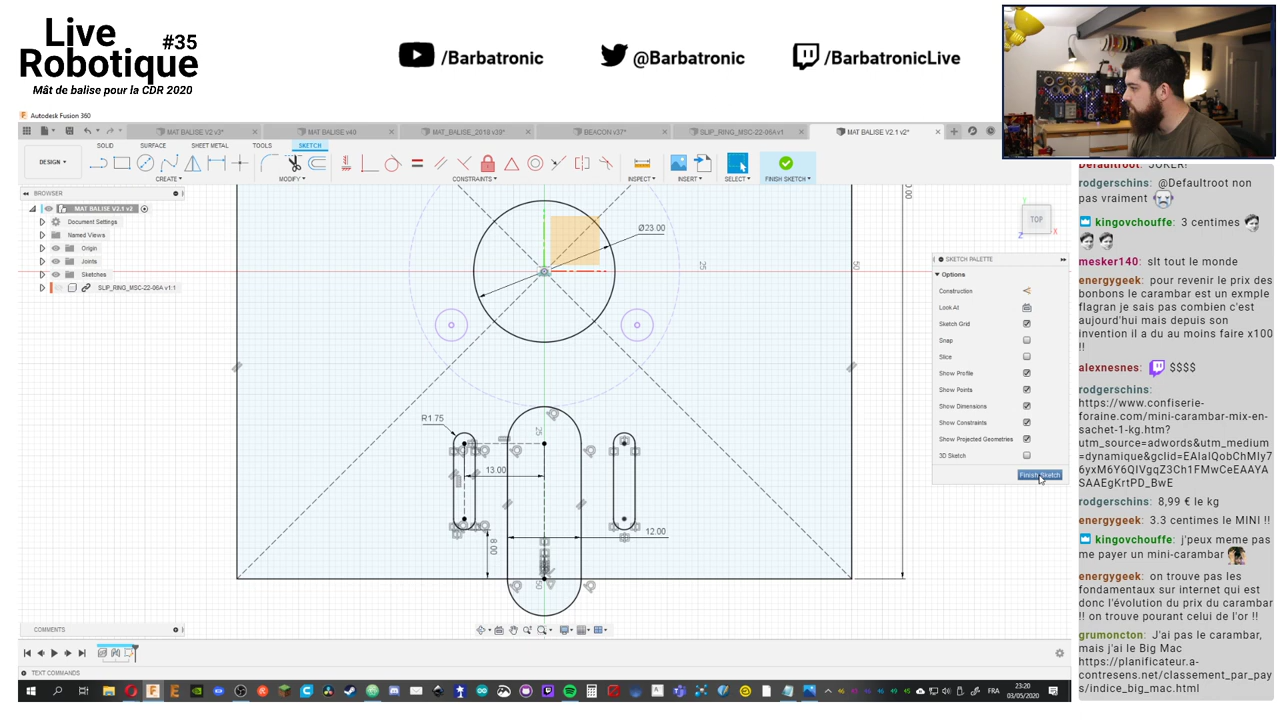 Live
Robotique #35
Mât de balise pour la CDR 2020
/Barbatronic
@Barbatronic
/BarbatronicLive
Autodesk Fusion 360
MAT BALISE V2 v3*
MAT BALISE v40
MAT_BALISE_2018 v30*
BEACON v37*
SLIP_RING_MSC-22-06A v1
MAT BALISE V2.1 v2*
SOLID SURFACE SHEET METAL TOOLS SKETCH
DESIGN
CREATE MODIFY CONSTRAINTS INSPECT INSERT SELECT FINISH SKETCH
BROWSER
MAT BALISE V2.1 v2
Document Settings
Named Views
Origin
Joints
Sketches
SLIP_RING_MSC-22-06A v1:1
Ø23.00
25
50
R1.75
25
13.00
8.00
12.00
50
TOP
X
Y
Z
SKETCH PALETTE
Options
Construction
Look At
Sketch Grid
Snap
Slice
Show Profile
Show Points
Show Dimensions
Show Constraints
Show Projected Geometries
3D Sketch
Finish Sketch
COMMENTS
TEXT COMMANDS
FRA
23:20
03/05/2020
Defaultroot: JOKER!
rodgerschins: @Defaultroot non
pas vraiment
kingovchouffe: 3 centimes
mesker140: slt tout le monde
energygeek: pour revenir le prix des
bonbons le carambar est un exmple
flagran je sais pas combien c'est
aujourd'hui mais depuis son
invention il a du au moins faire x100
!!
alexnesnes: $$$$
rodgerschins:
https://www.confiserie-
foraine.com/mini-carambar-mix-en-
sachet-1-kg.htm?
utm_source=adwords&utm_medium
rodgerschins: 8,99 € le kg
energygeek: 3.3 centimes le MINI !!
kingovchouffe: j'peux meme pas
me payer un mini-carambar
energygeek: on trouve pas les
fondamentaux sur internet qui est
donc l'évolution du prix du carambar
!! on trouve pourant celui de l'or !!
grumoncton: J'ai pas le carambar,
mais j'ai le Big Mac
https://planificateur.a-
contresens.net/classement_par_pay
s/indice_big_mac.html